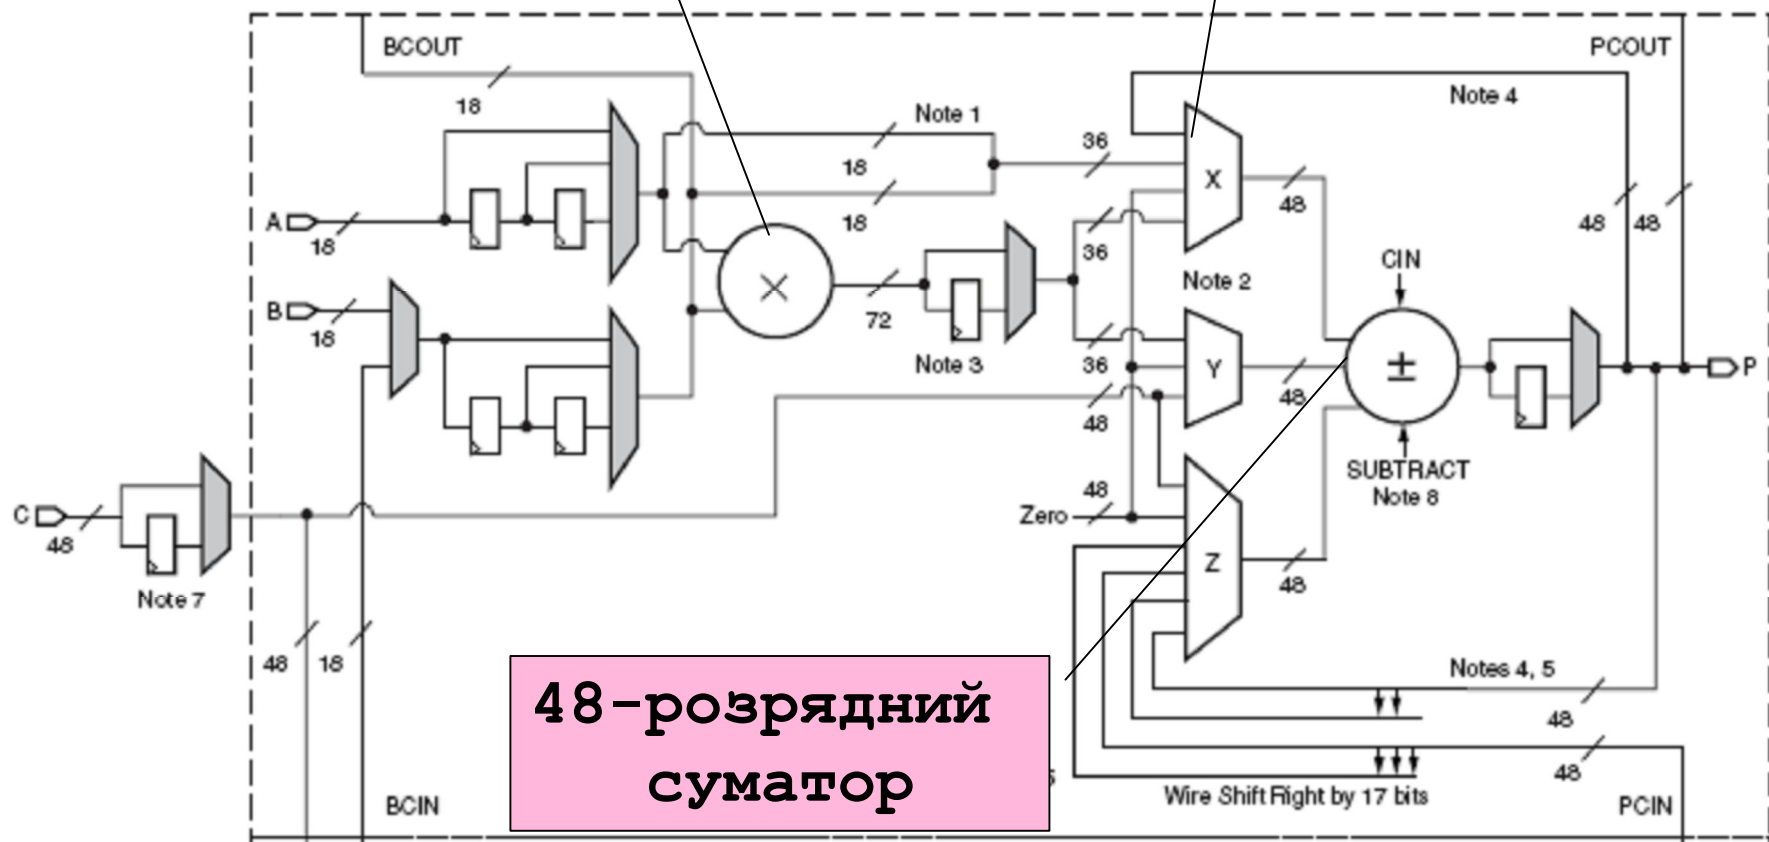 BCOUT
PCOUT
18
Note 1
Note 4
18
36
A
18
18
X
48
48
48
36
Note 2
CIN
B
18
×
72
Note 3
36
Y
48
±
P
48
SUBTRACT
Note 8
48
Zero
C
48
Note 7
Z
48
48
18
48-розрядний
суматор
Notes 4, 5
48
48
Wire Shift Right by 17 bits
BCIN
PCIN